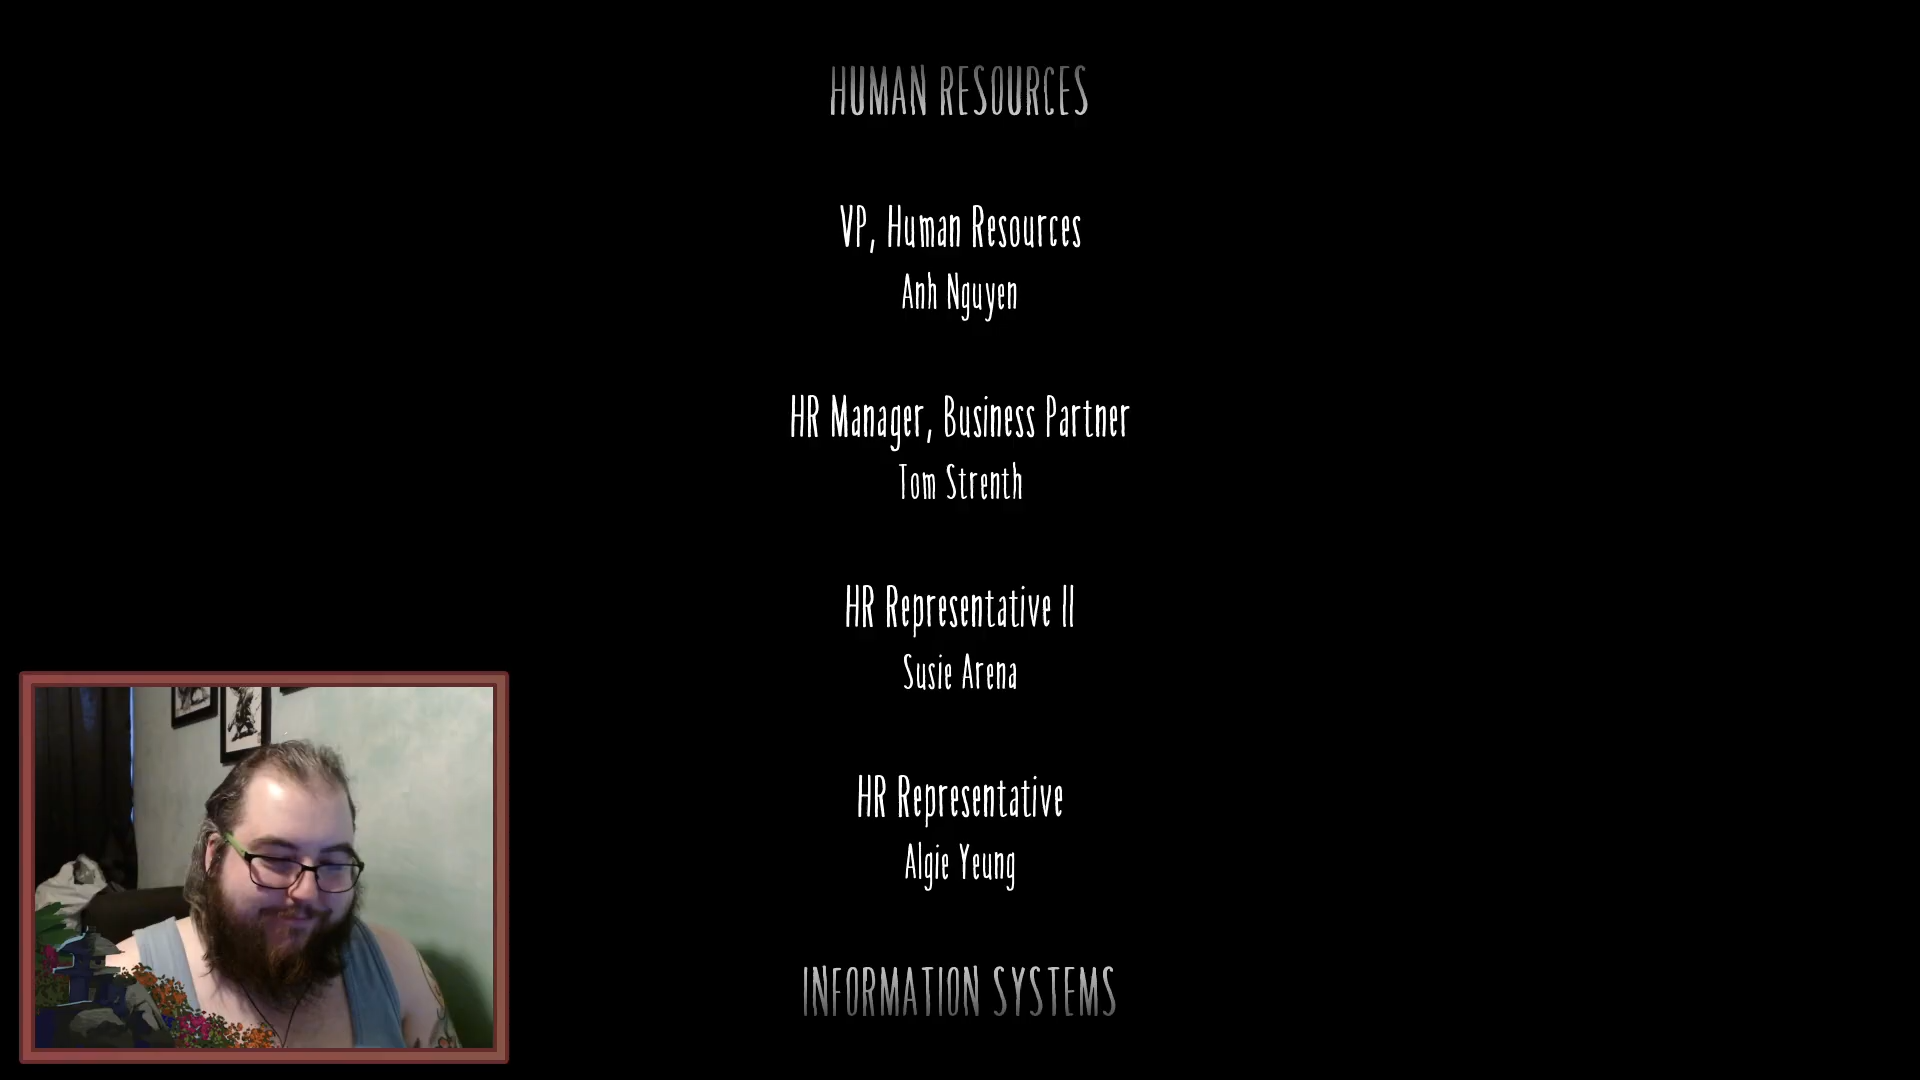 HUMAN RESOURCES
VP, Human Resources
Anh Nguyen
HR Manager, Business Partner
Tom Strenth
HR Representative II
Susie Arena
HR Representative
Algie Yeung
INFORMATION SYSTEMS